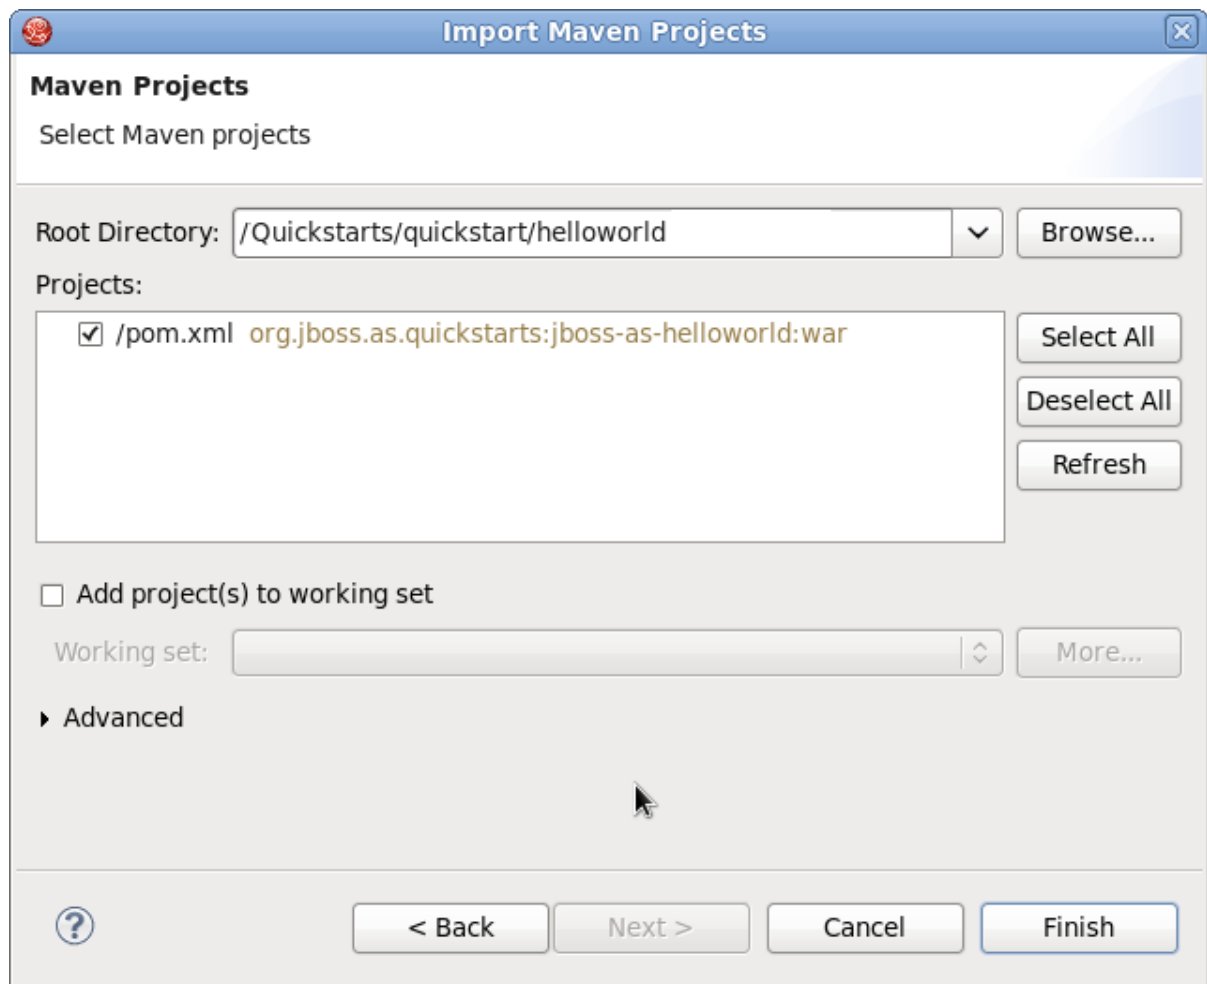 Import Maven Projects
Maven Projects
Select Maven projects
Root Directory: /Quickstarts/quickstart/helloworld Browse...
Projects:
/pom.xml org.jboss.as.quickstarts:jboss-as-helloworld:war
Select All
Deselect All
Refresh
Add project(s) to working set
Working set: More...
Advanced
? < Back Next > Cancel Finish